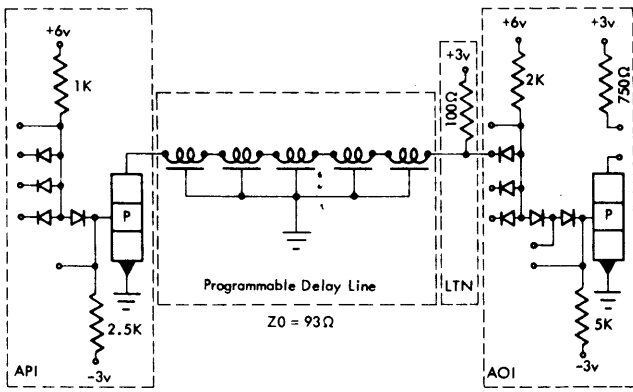 +6v
1K
P
2.5K
-3v
API
Programmable Delay Line
Z0 = 93Ω
+3v
100Ω
LTN
+6v
2K
+3v
750Ω
P
5K
-3v
AOI